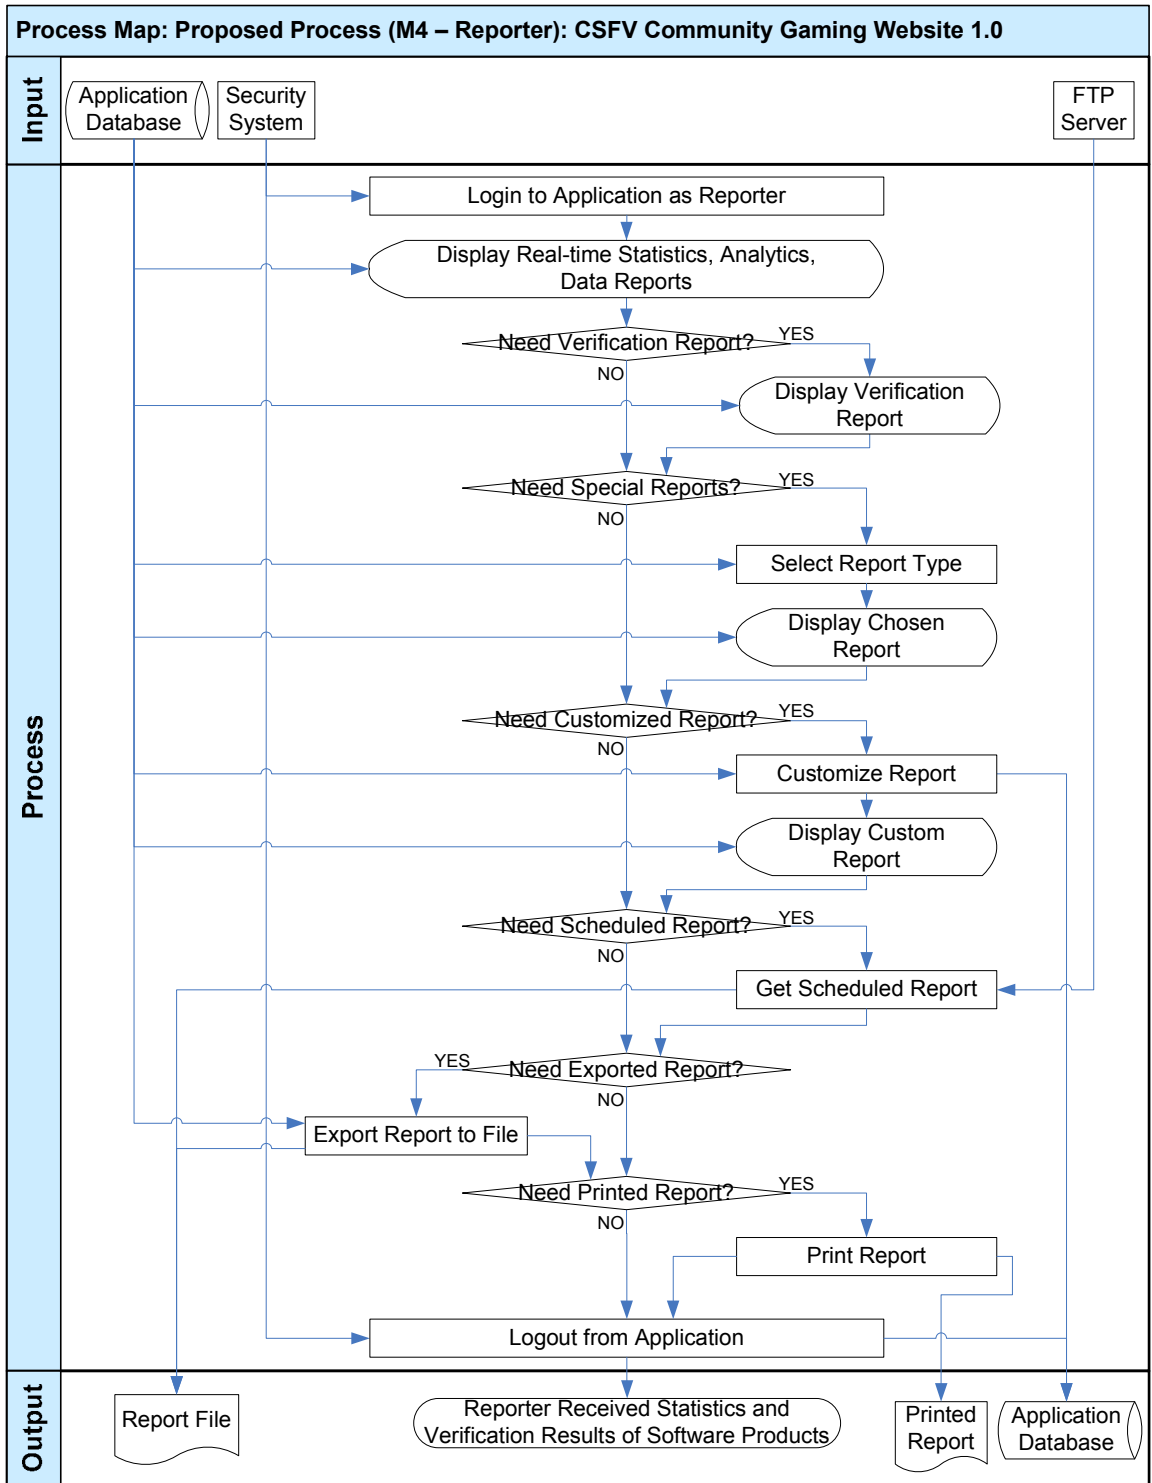 Process Map: Proposed Process (M4 – Reporter): CSFV Community Gaming Website 1.0
Input
Application
Database
Security
System
FTP
Server
Process
Login to Application as Reporter
Display Real-time Statistics, Analytics,
Data Reports
Need Verification Report?
YES
NO
Display Verification
Report
Need Special Reports?
YES
NO
Select Report Type
Display Chosen
Report
Need Customized Report?
YES
NO
Customize Report
Display Custom
Report
Need Scheduled Report?
YES
NO
Get Scheduled Report
YES
Need Exported Report?
NO
Export Report to File
Need Printed Report?
YES
NO
Print Report
Logout from Application
Output
Report File
Reporter Received Statistics and
Verification Results of Software Products
Printed
Report
Application
Database